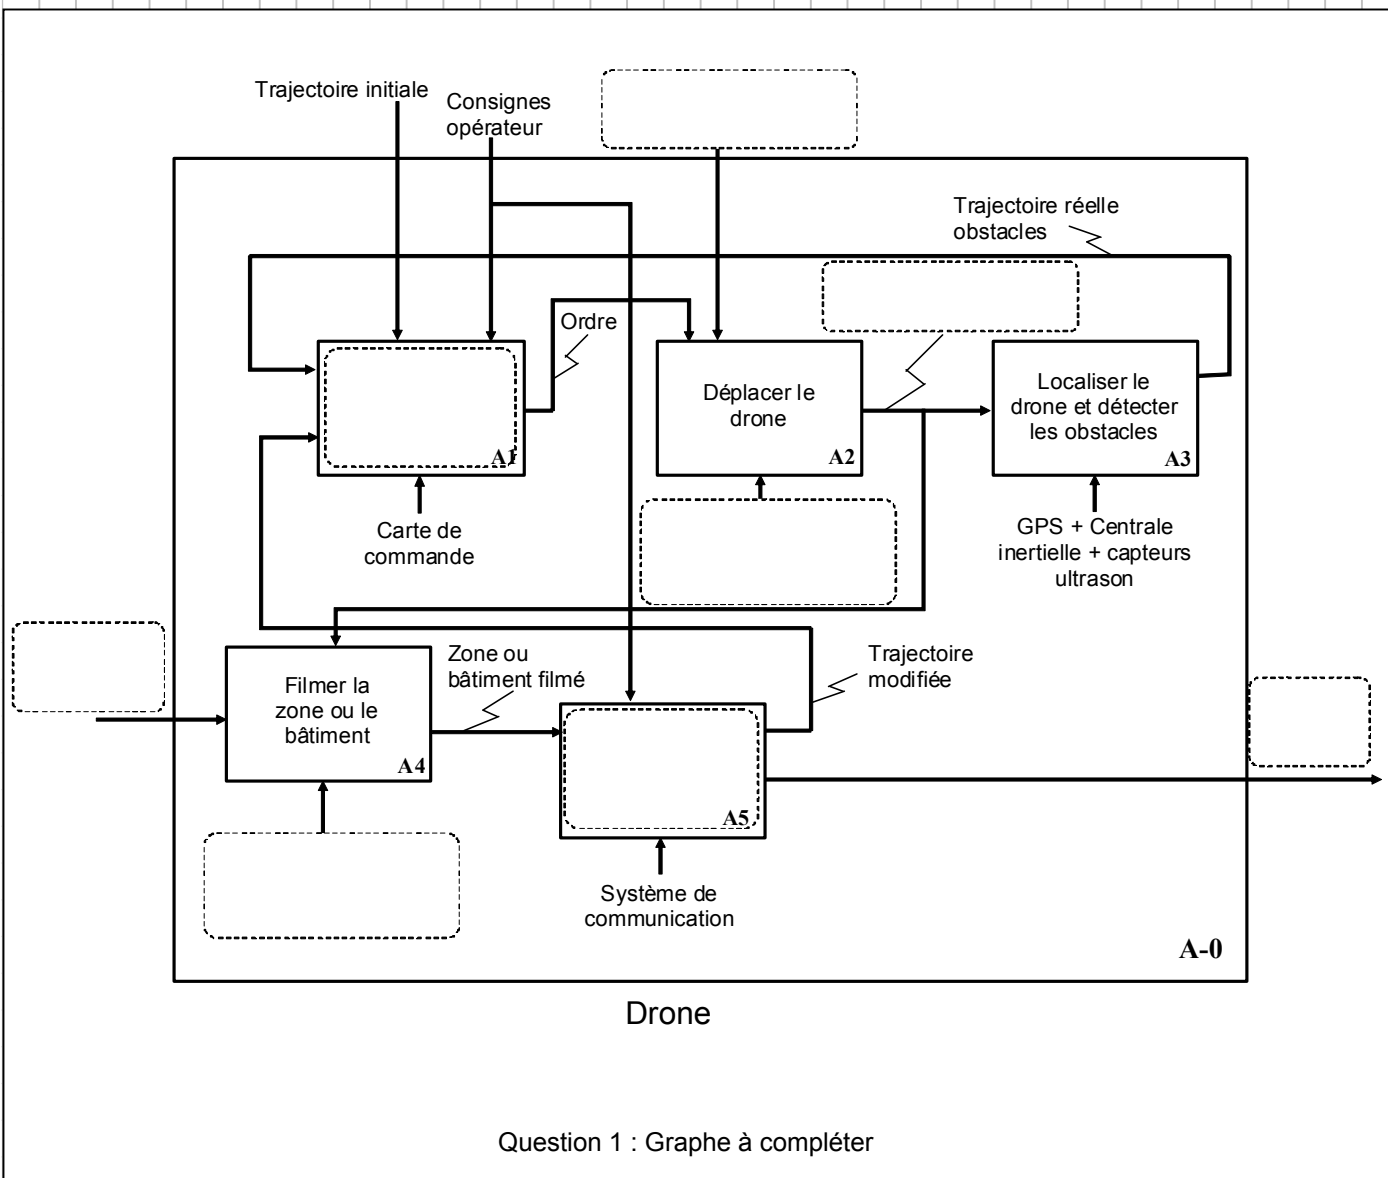 Trajectoire initiale
Consignes
opérateur
Trajectoire réelle
obstacles
Ordre
A1
Déplacer le
drone
A2
Localiser le
drone et détecter
les obstacles
A3
Carte de
commande
GPS + Centrale
inertielle + capteurs
ultrason
Filmer la
zone ou le
bâtiment
A4
Zone ou
bâtiment filmé
Trajectoire
modifiée
A5
Système de
communication
A-0
Drone
Question 1 : Graphe à compléter